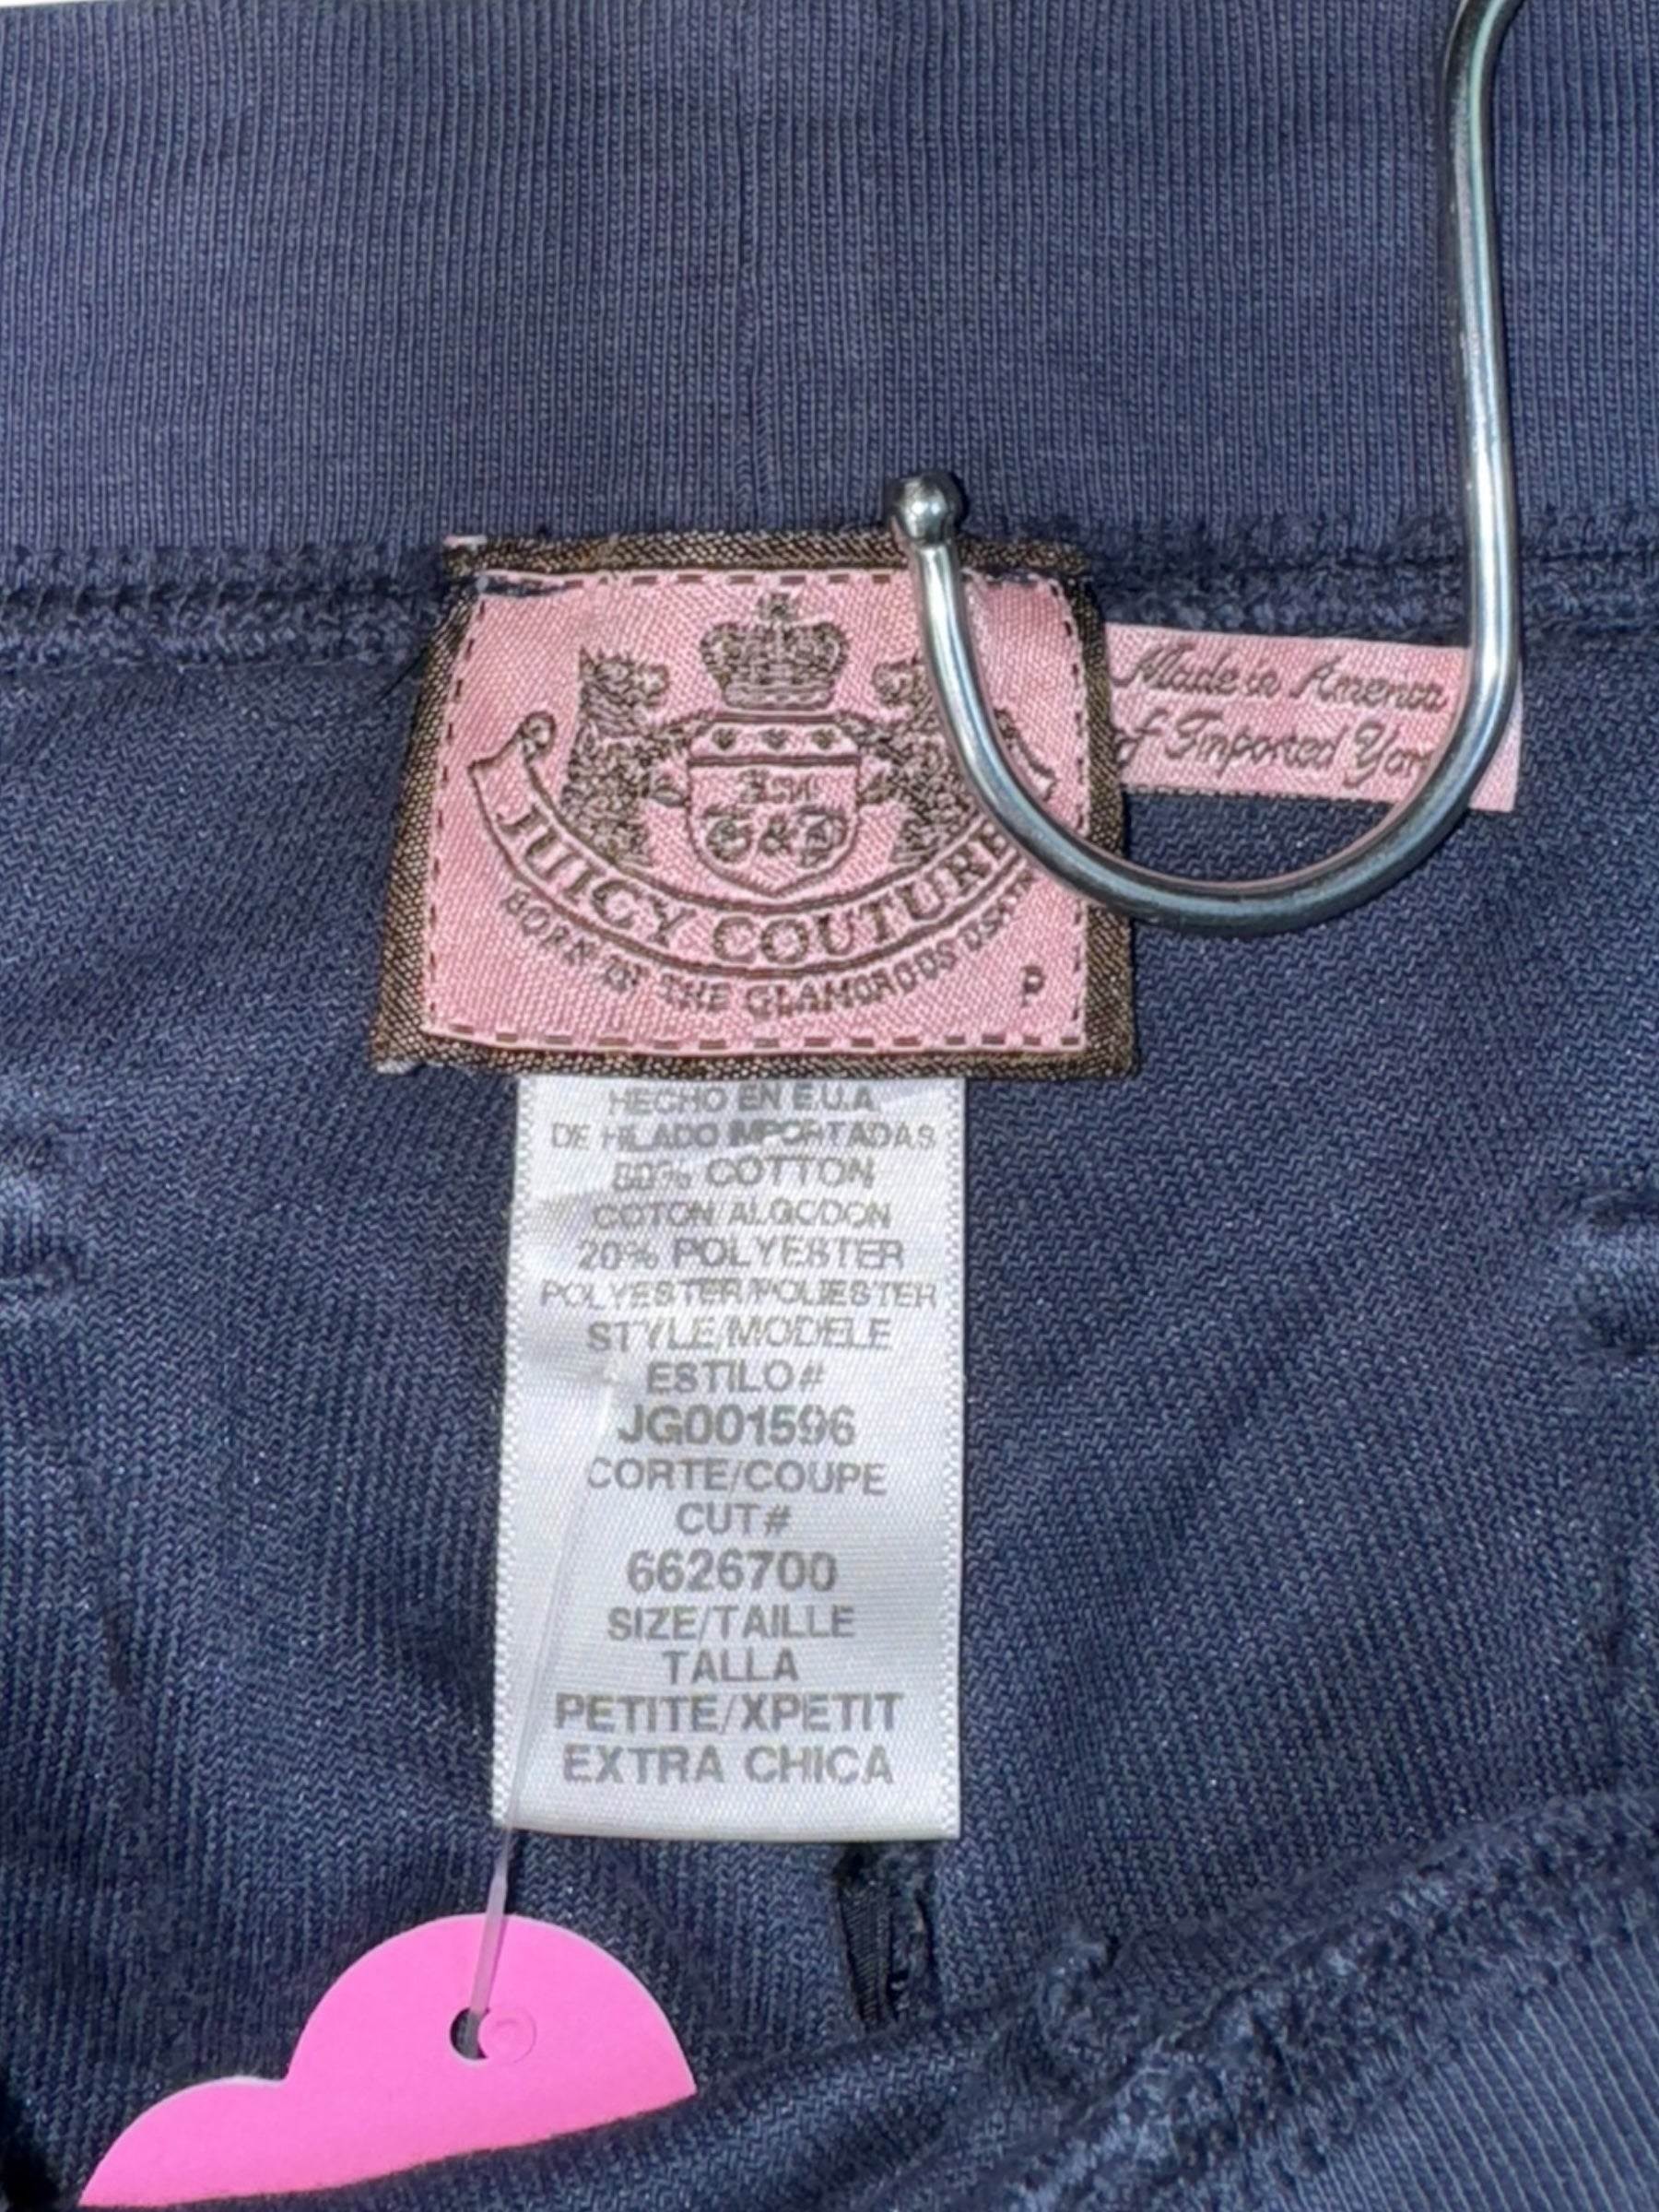 G&P
JUICY COUTURE
BORN IN THE GLAMOROUS USA
P
Made in America
of Imported
HECHO EN E.U.A
DE HILADO IMPORTADAS
80% COTTON
COTON/ALGODON
20% POLYESTER
POLYESTER/POLIESTER
STYLE/MODELE
ESTILO#
JG001596
CORTE/COUPE
CUT#
6626700
SIZE/TAILLE
TALLA
PETITE/XPETIT
EXTRA CHICA